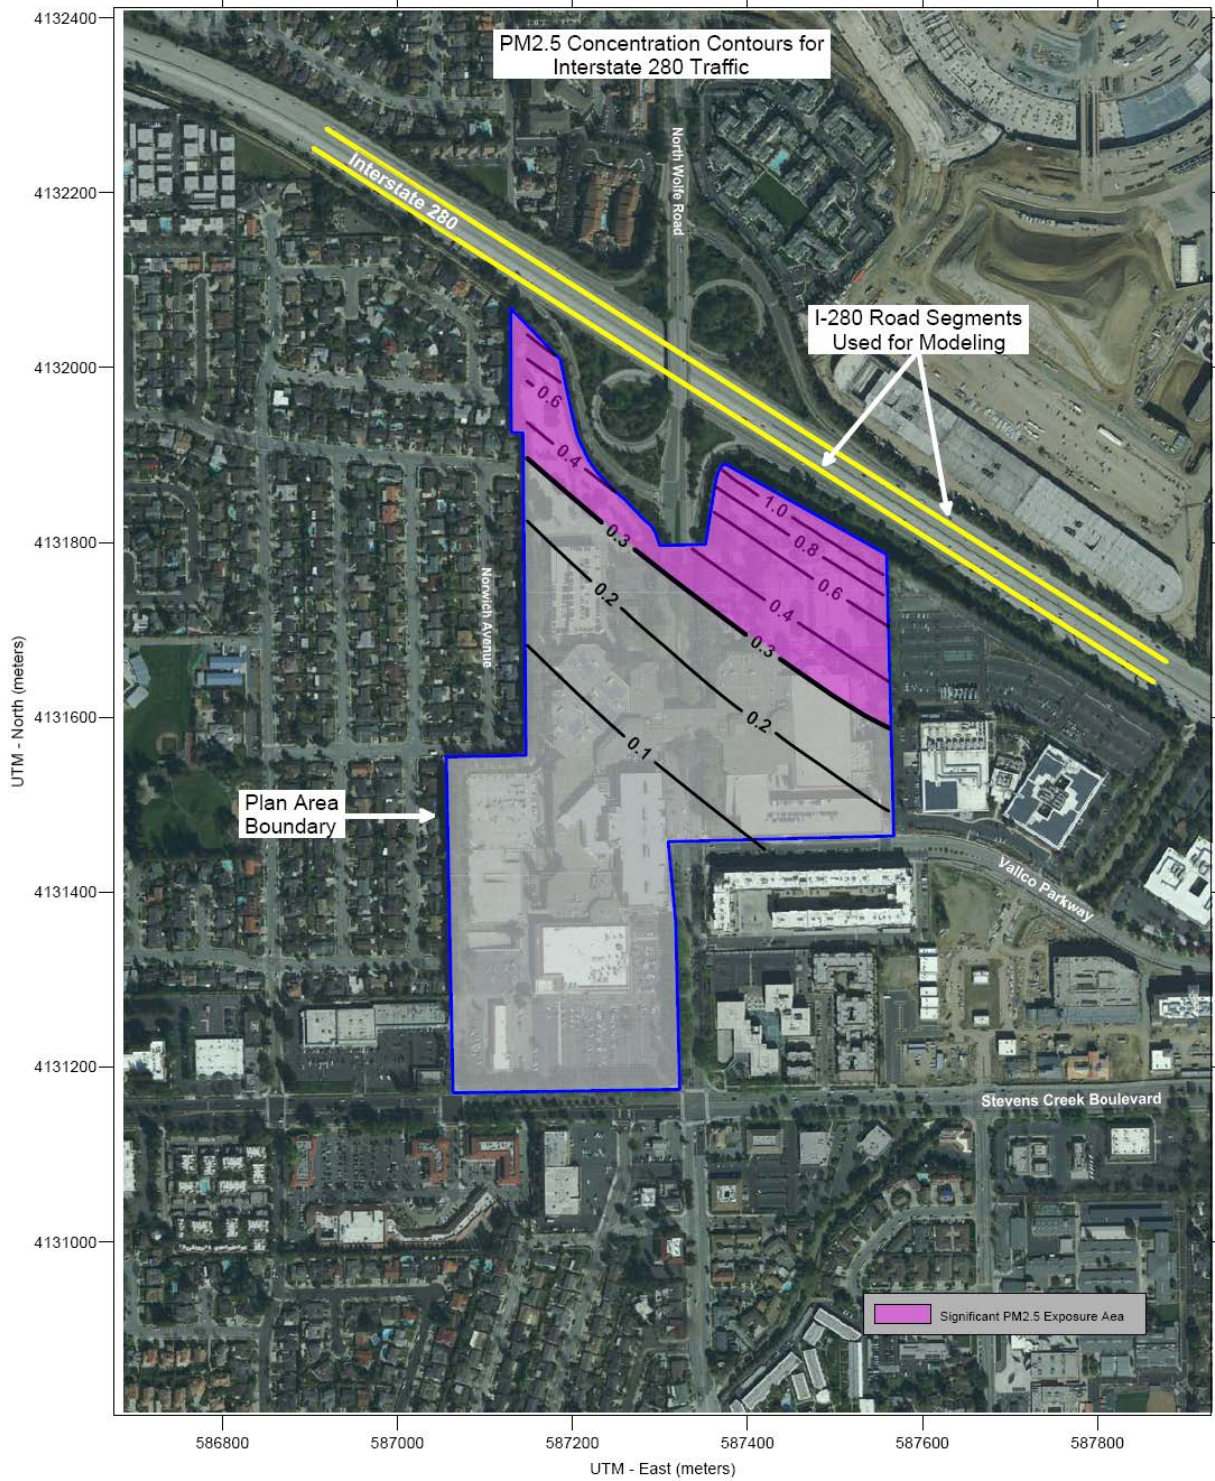 PM2.5 Concentration Contours for
Interstate 280 Traffic
4132400
4132200
4132000
4131800
4131600
4131400
4131200
4131000
UTM - North (meters)
Interstate 280
North Wolfe Road
I-280 Road Segments
Used for Modeling
0.6
0.4
1.0
0.8
0.6
0.4
0.3
0.3
0.2
0.2
0.1
Norwich Avenue
Plan Area
Boundary
Vallco Parkway
Stevens Creek Boulevard
Significant PM2.5 Exposure Aea
586800
587000
587200
587400
587600
587800
UTM - East (meters)